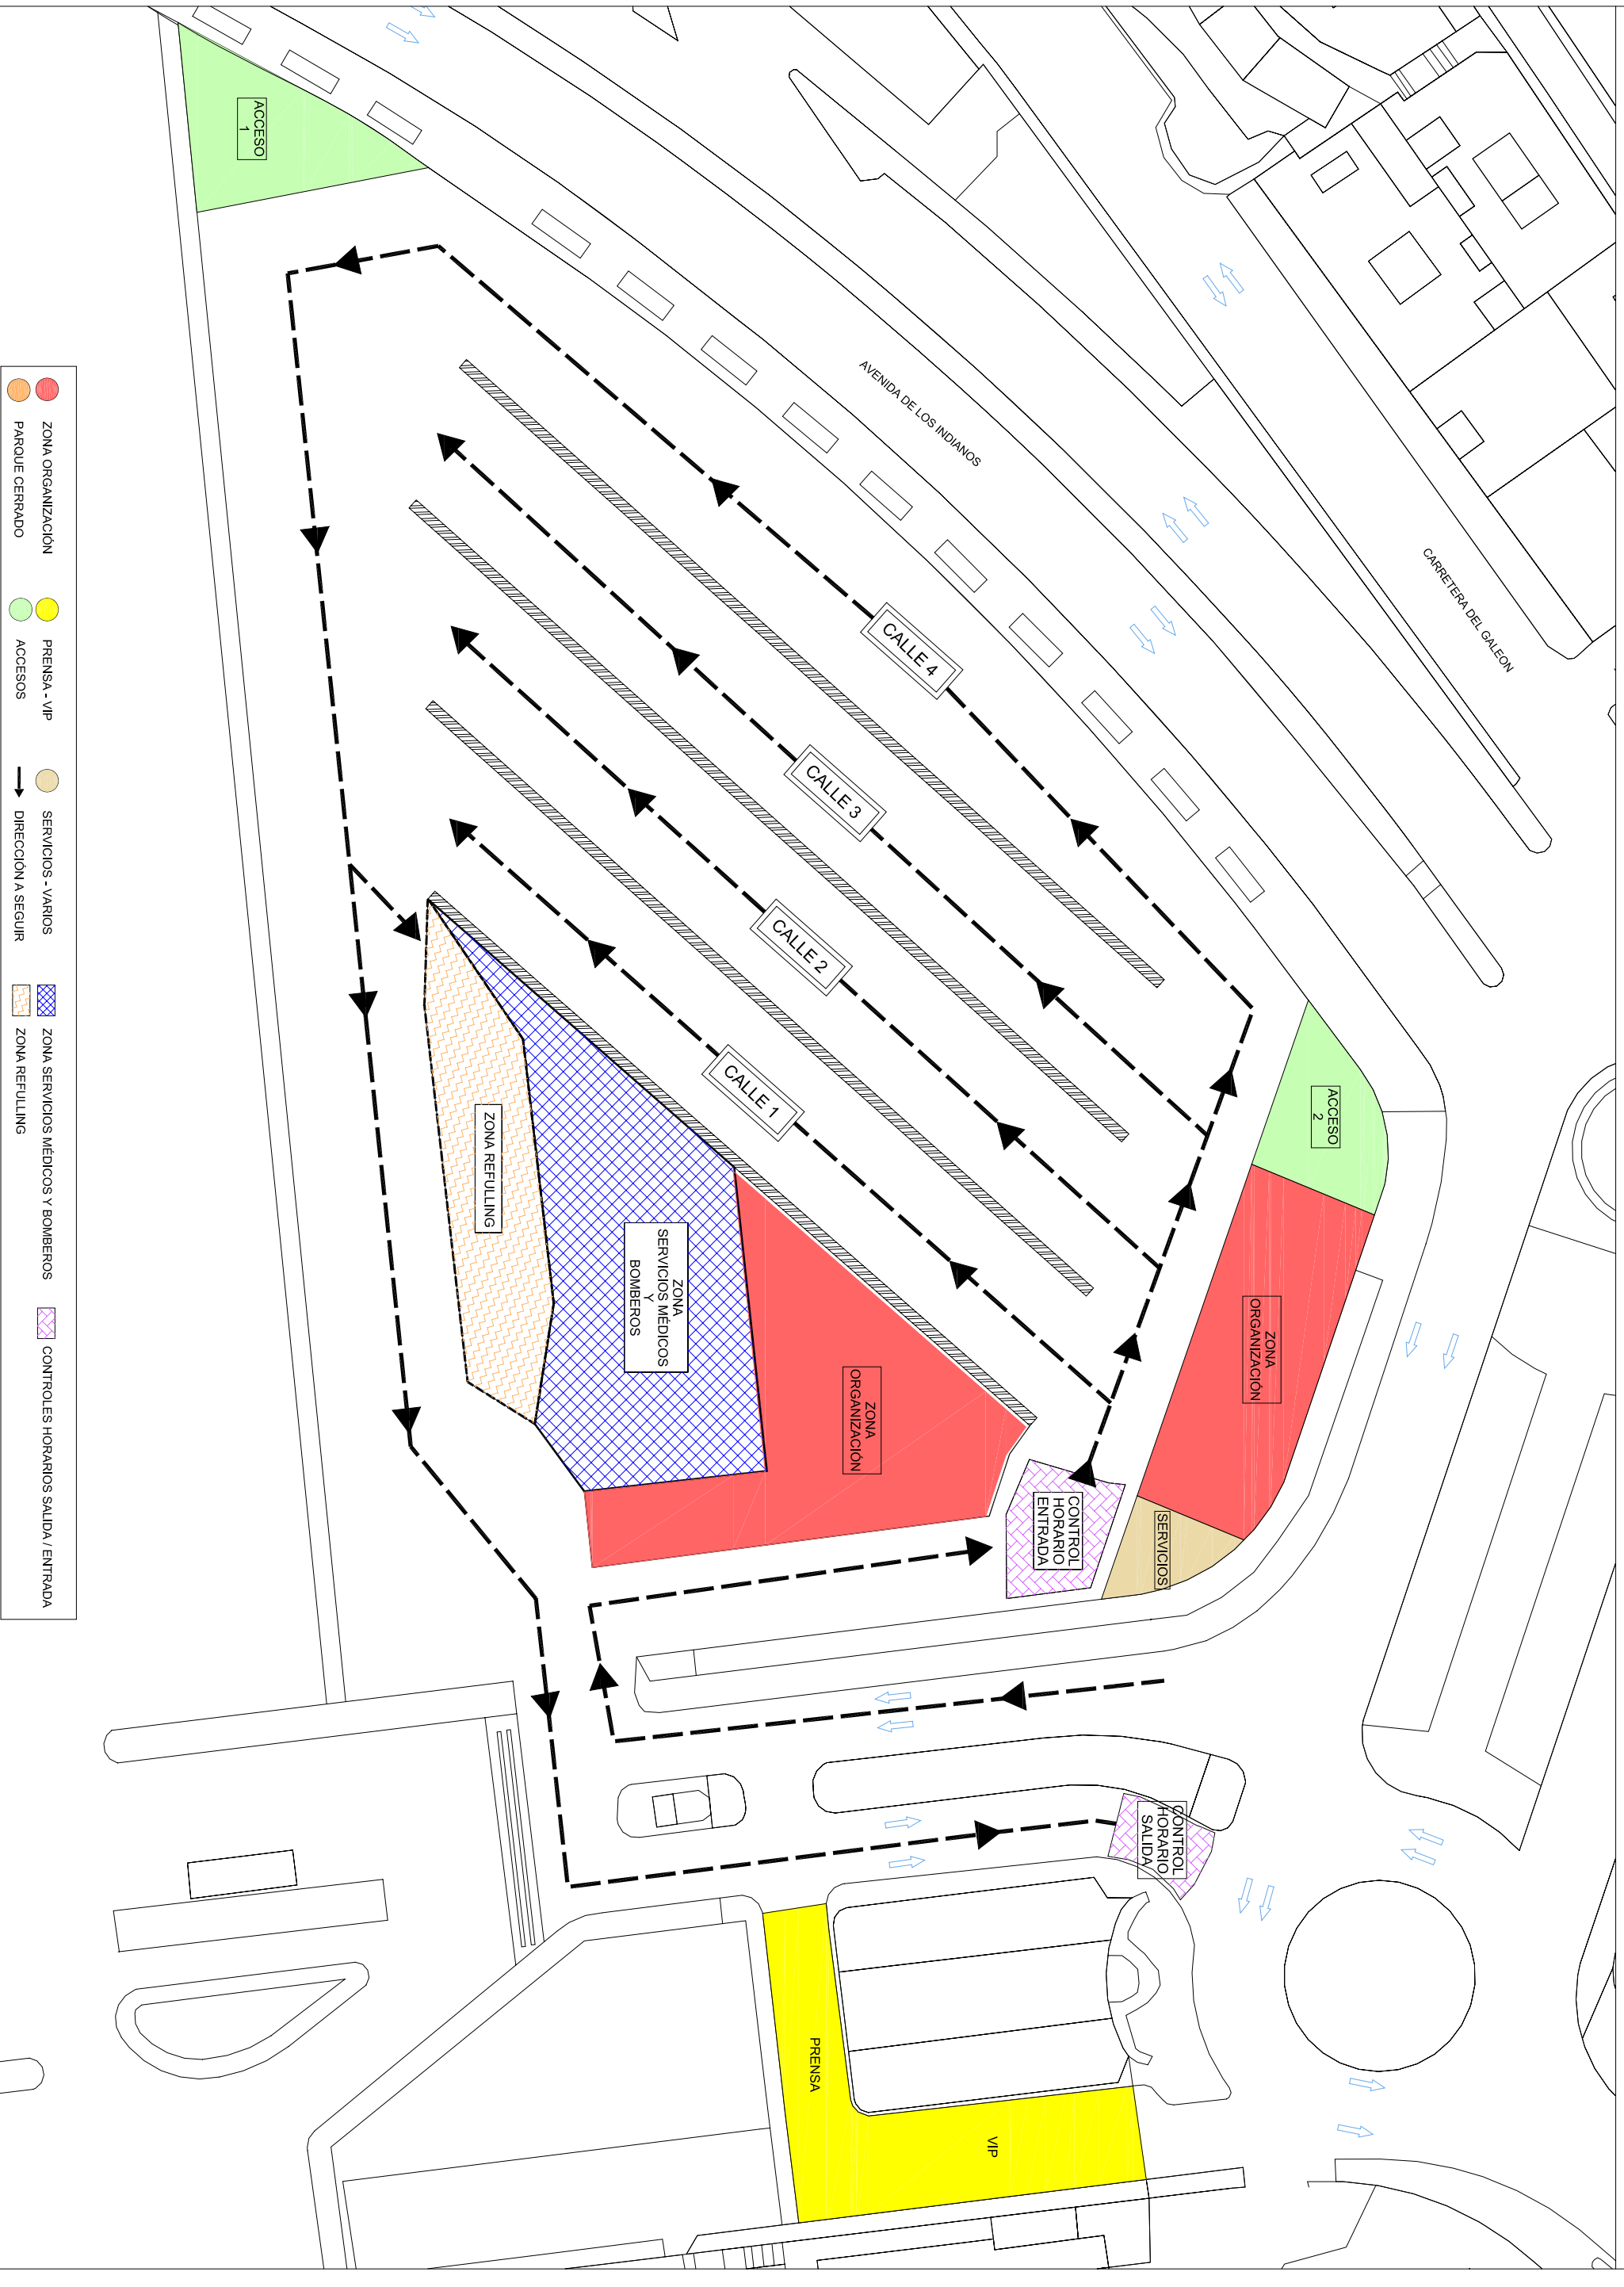 ACCESO
1
AVENIDA DE LOS INDIANOS
CARRETERA DEL GALEON
CALLE 4
CALLE 3
CALLE 2
CALLE 1
ACCESO
2
ZONA
ORGANIZACIÓN
SERVICIOS
CONTROL
HORARIO
ENTRADA
ZONA
ORGANIZACIÓN
ZONA
SERVICIOS MÉDICOS
Y
BOMBEROS
ZONA REFULLING
CONTROL
HORARIO
SALIDA
PRENSA
VIP
ZONA ORGANIZACIÓN
PRENSA - VIP
SERVICIOS - VARIOS
ZONA SERVICIOS MÉDICOS Y BOMBEROS
CONTROLES HORARIOS SALIDA / ENTRADA
PARQUE CERRADO
ACCESOS
DIRECCIÓN A SEGUIR
ZONA REFULLING